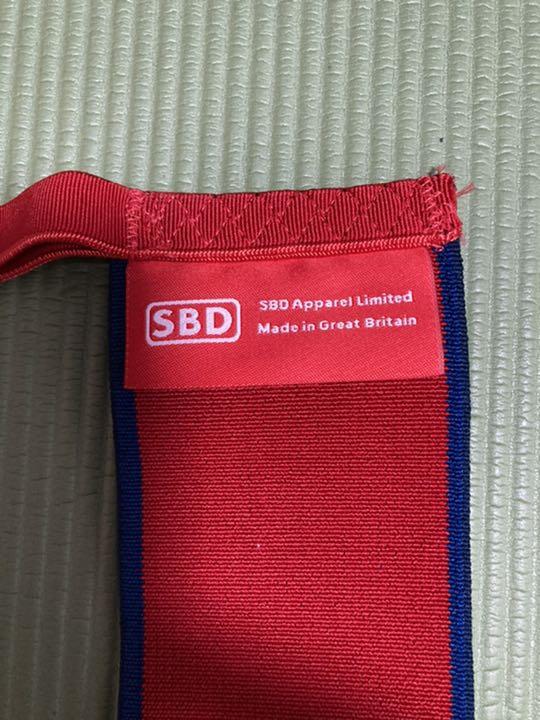 SBD
SBD Apparel Limited
Made in Great Britain